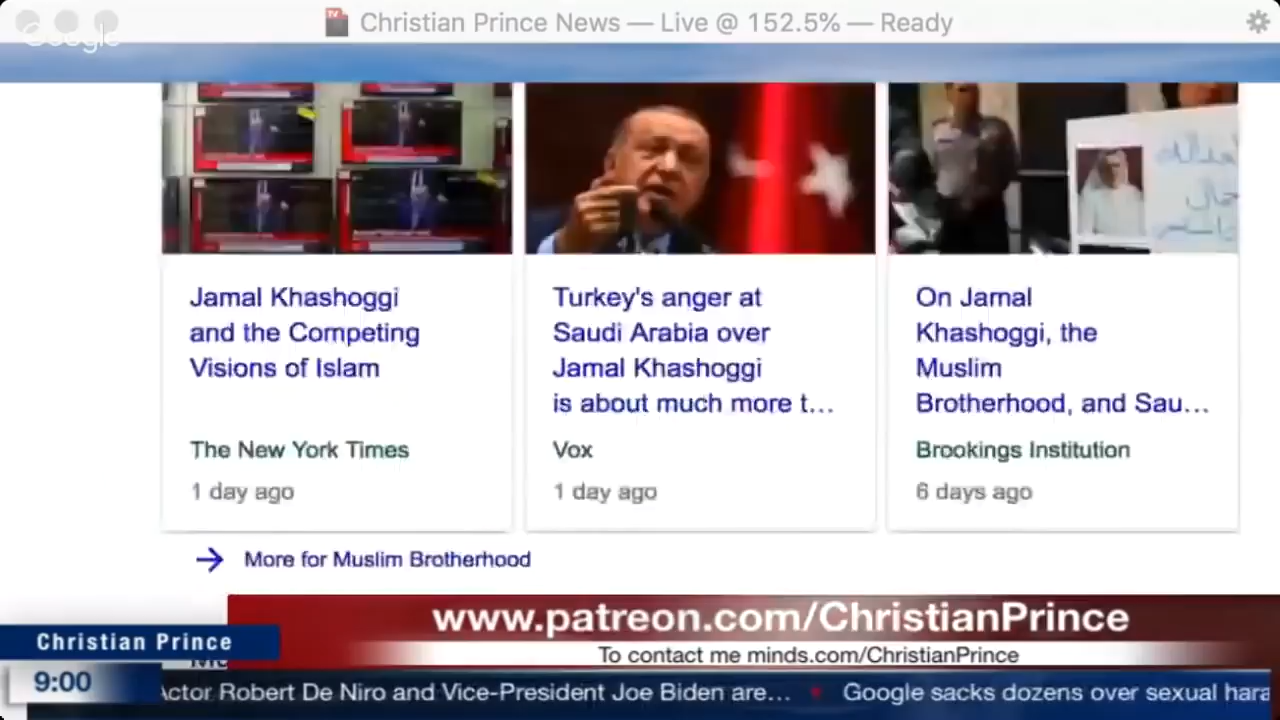 Christian Prince News — Live @ 152.5% — Ready
Google
Jamal Khashoggi
and the Competing
Visions of Islam
The New York Times
1 day ago
Turkey's anger at
Saudi Arabia over
Jamal Khashoggi
is about much more t...
Vox
1 day ago
On Jamal
Khashoggi, the
Muslim
Brotherhood, and Sau...
Brookings Institution
6 days ago
→ More for Muslim Brotherhood
www.patreon.com/ChristianPrince
To contact me minds.com/ChristianPrince
Christian Prince
9:00
Actor Robert De Niro and Vice-President Joe Biden are... • Google sacks dozens over sexual hara